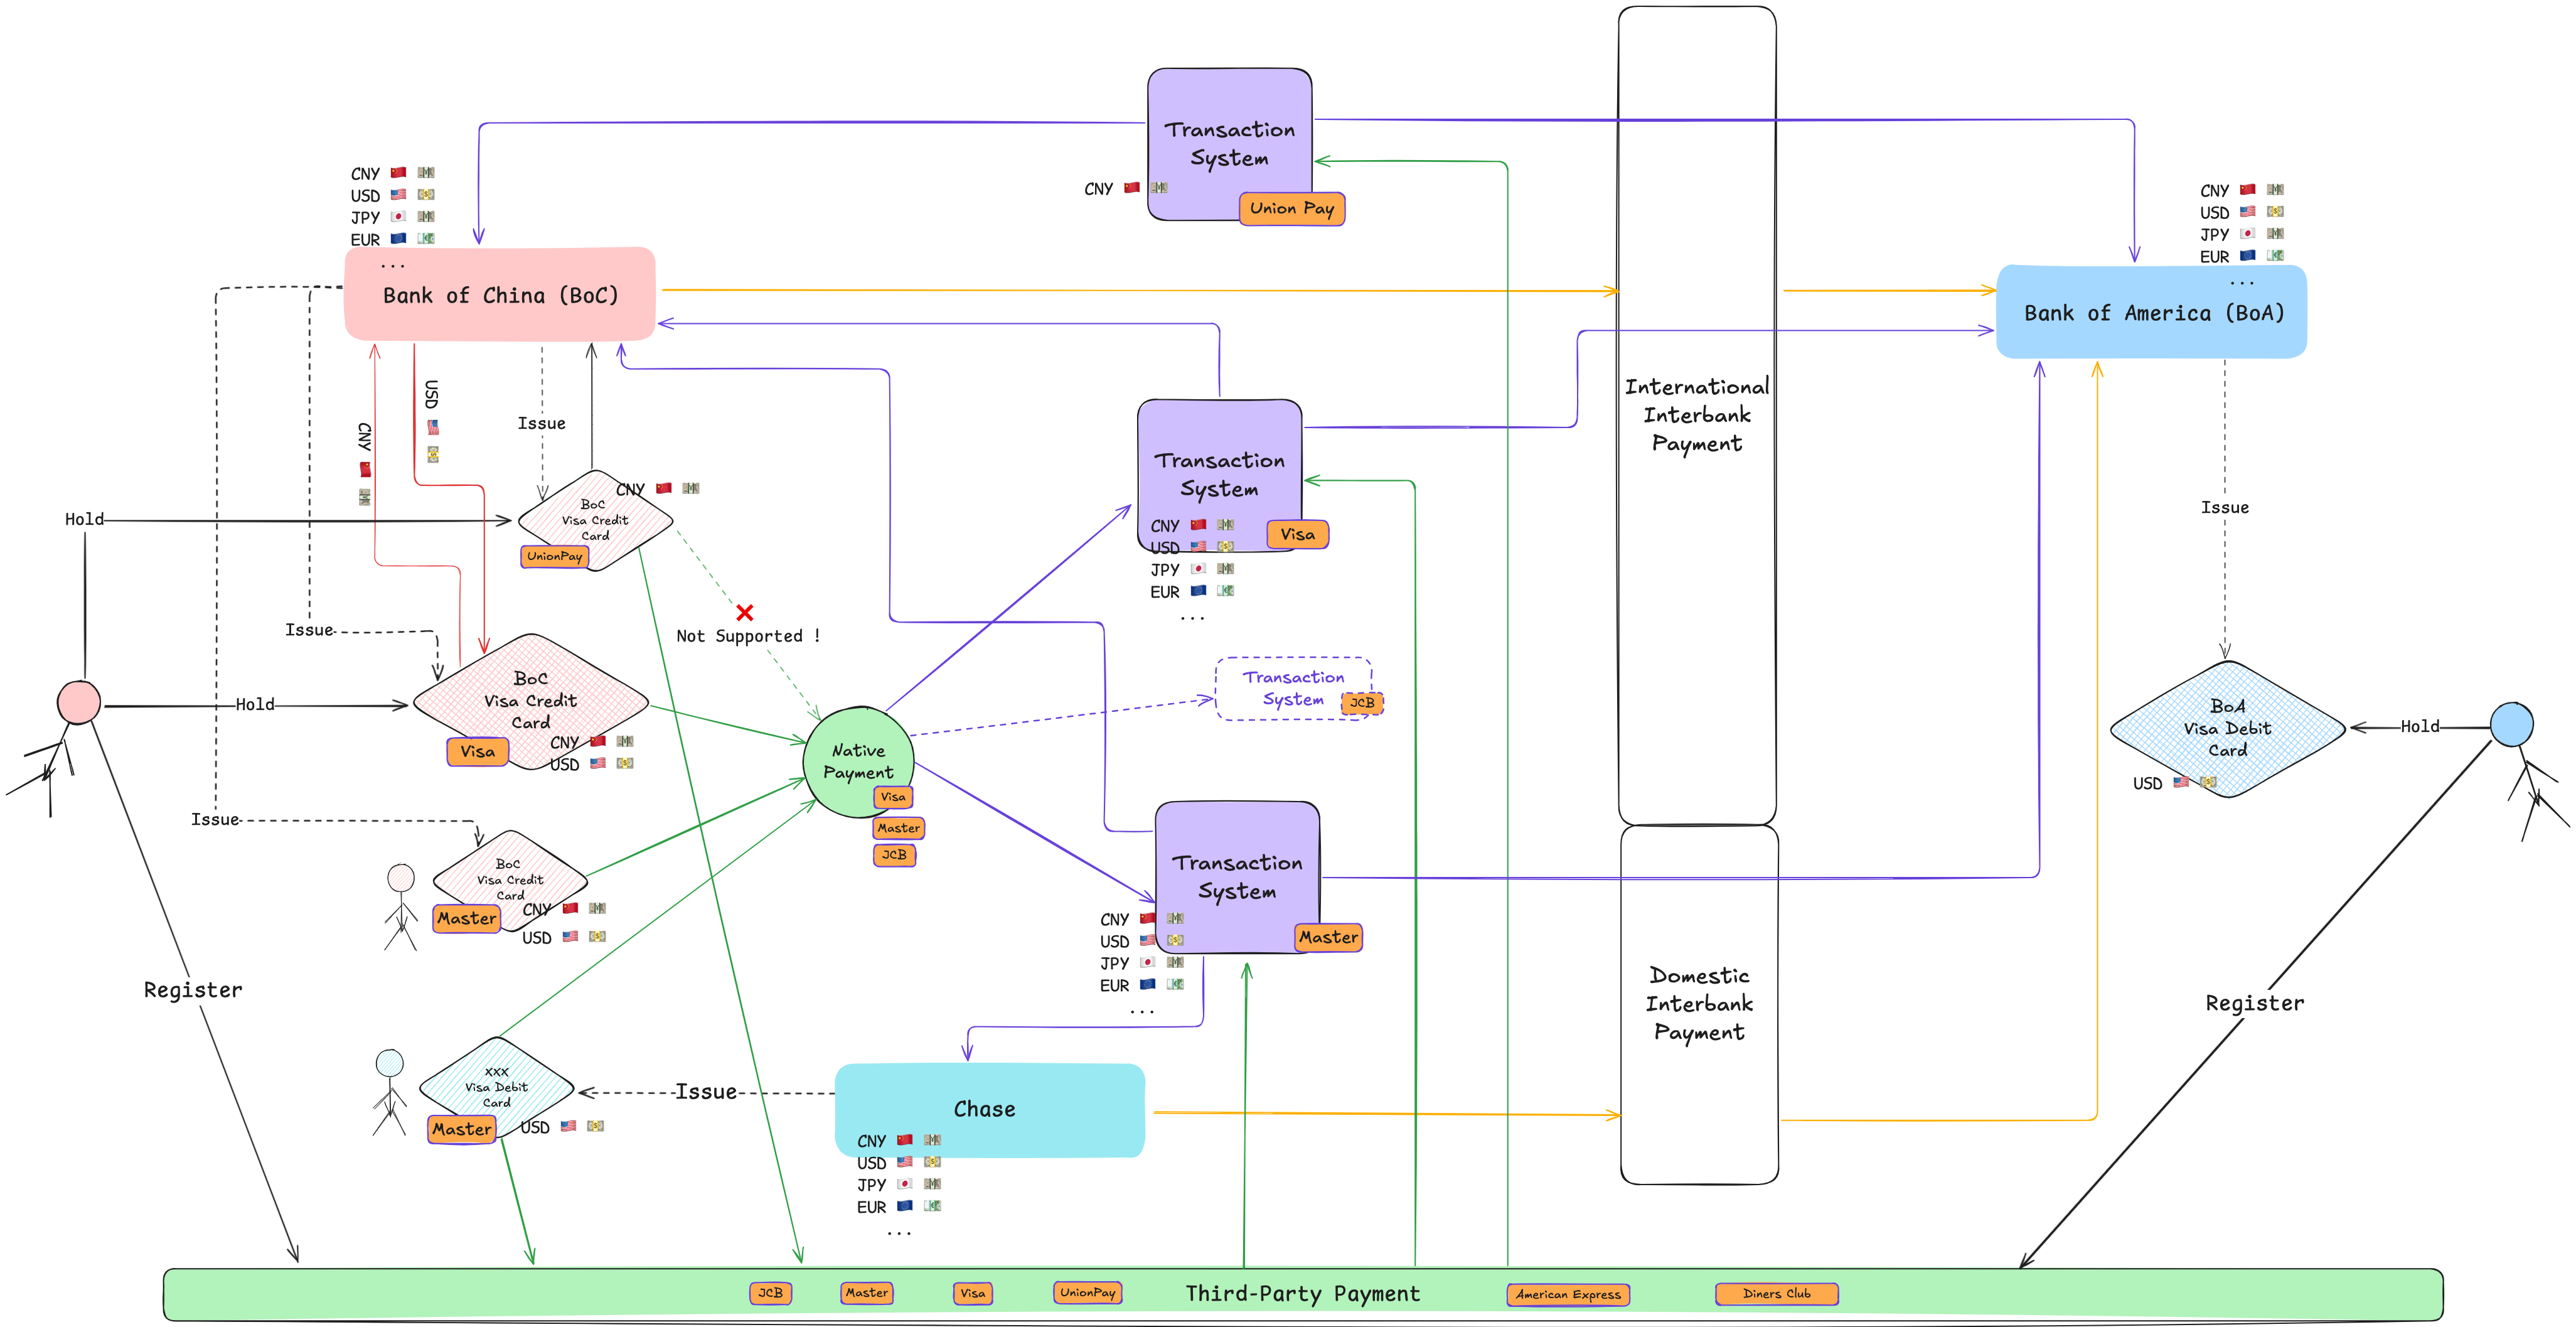 Transaction
System
CNY
Union Pay
CNY
USD
JPY
EUR
...
Bank of China (BoC)
CNY
USD
JPY
EUR
...
Bank of America (BoA)
International
Interbank
Payment
USD
CNY
Issue
CNY
BoC
Visa Credit
Card
UnionPay
Hold
Transaction
System
CNY
USD
JPY
EUR
...
Visa
Issue
Not Supported !
Issue
BoC
Visa Credit
Card
Visa
CNY
USD
Hold
Transaction
System
JCB
Native
Payment
Visa
Master
JCB
BoA
Visa Debit
Card
USD
Hold
Issue
BoC
Visa Credit
Card
Master
CNY
USD
Transaction
System
CNY
USD
JPY
EUR
...
Master
Domestic
Interbank
Payment
Register
Register
xxx
Visa Debit
Card
Master
USD
Issue
Chase
CNY
USD
JPY
EUR
...
JCB
Master
Visa
UnionPay
Third-Party Payment
American Express
Diners Club